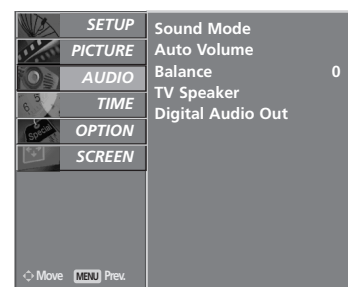 SETUP
PICTURE
AUDIO
TIME
OPTION
SCREEN
Sound Mode
Auto Volume
Balance 0
TV Speaker
Digital Audio Out
Move MENU Prev.